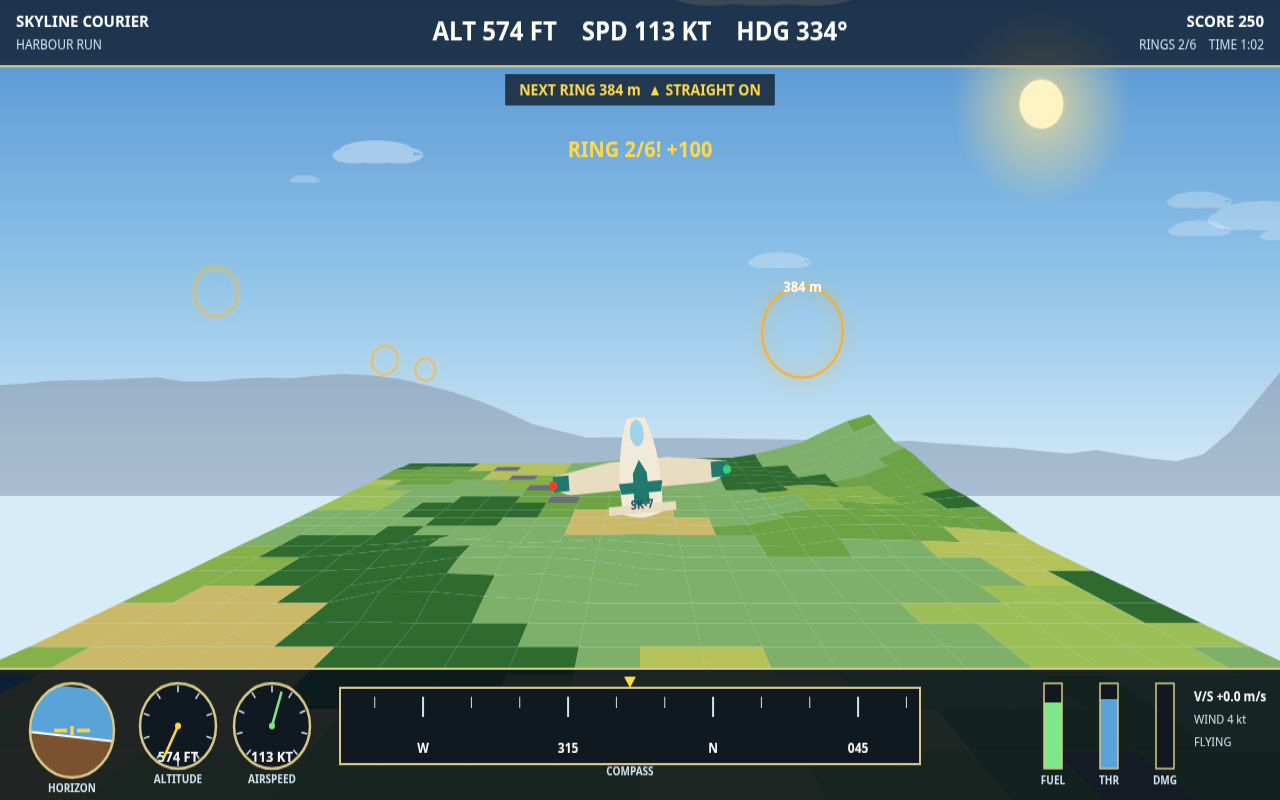 SKYLINE COURIER
HARBOUR RUN
ALT 574 FT SPD 113 KT HDG 334°
SCORE 250
RINGS 2/6 TIME 1:02
NEXT RING 384 m ▲ STRAIGHT ON
RING 2/6! +100
384 m
SK-7
574 FT
ALTITUDE
113 KT
AIRSPEED
HORIZON
W 315 N 045
COMPASS
FUEL
THR
DMG
V/S +0.0 m/s
WIND 4 kt
FLYING